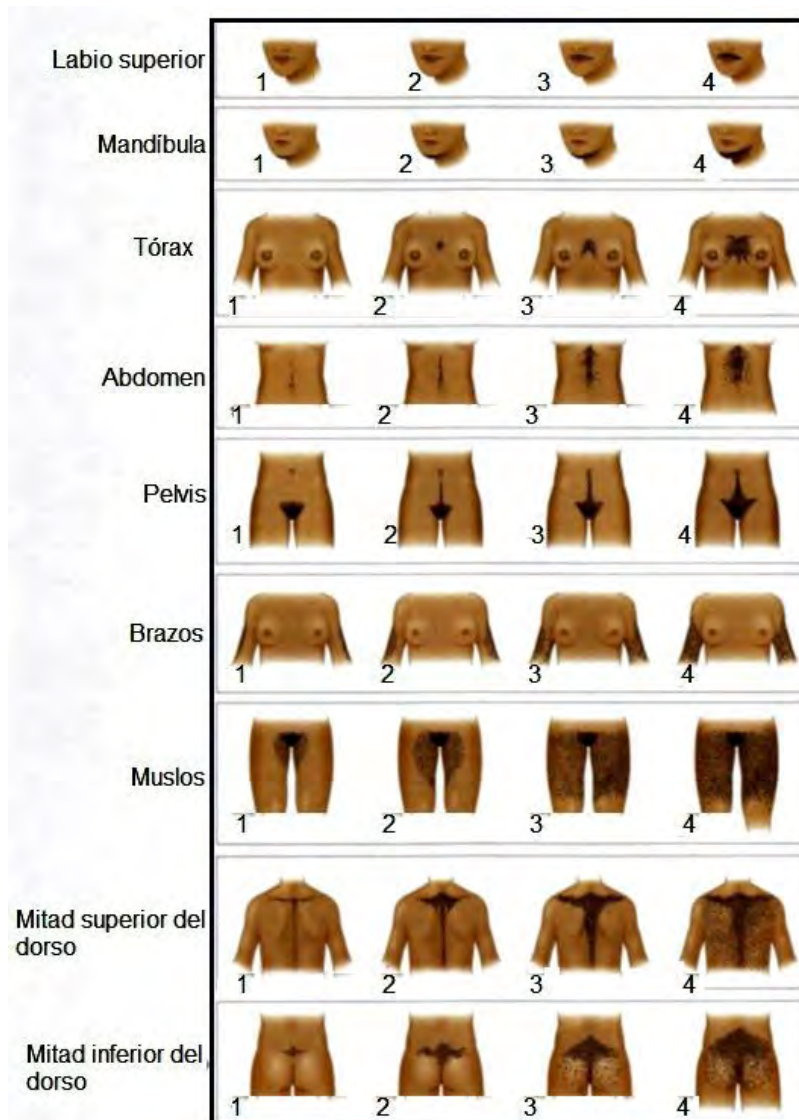 Labio superior
1 2 3 4
Mandíbula
1 2 3 4
Tórax
1 2 3 4
Abdomen
1 2 3 4
Pelvis
1 2 3 4
Brazos
1 2 3 4
Muslos
1 2 3 4
Mitad superior del
dorso
1 2 3 4
Mitad inferior del
dorso
1 2 3 4